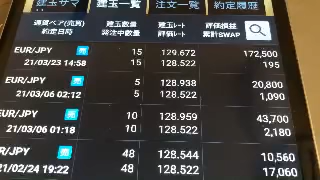 建玉サマ 建玉一覧 注文一覧 約定履歴
通貨ペア(売買) 建玉数量 建玉レート 評価損益
約定日時 発注中数量 評価レート 累計SWAP
EUR/JPY 売 15 129.672 172,500
21/03/23 14:58 15 128.522 195
EUR/JPY 売 5 128.938 20,800
21/03/06 02:12 5 128.522 1,090
EUR/JPY 売 10 128.959 43,700
21/03/06 01:18 10 128.522 2,180
R/JPY 売 48 128.544 10,560
21/02/24 19:22 48 128.522 17,060